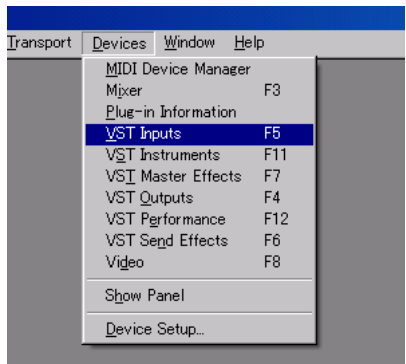 Transport Devices Window Help
MIDI Device Manager
Mixer F3
Plug-in Information
VST Inputs F5
VST Instruments F11
VST Master Effects F7
VST Outputs F4
VST Performance F12
VST Send Effects F6
Video F8
Show Panel
Device Setup...